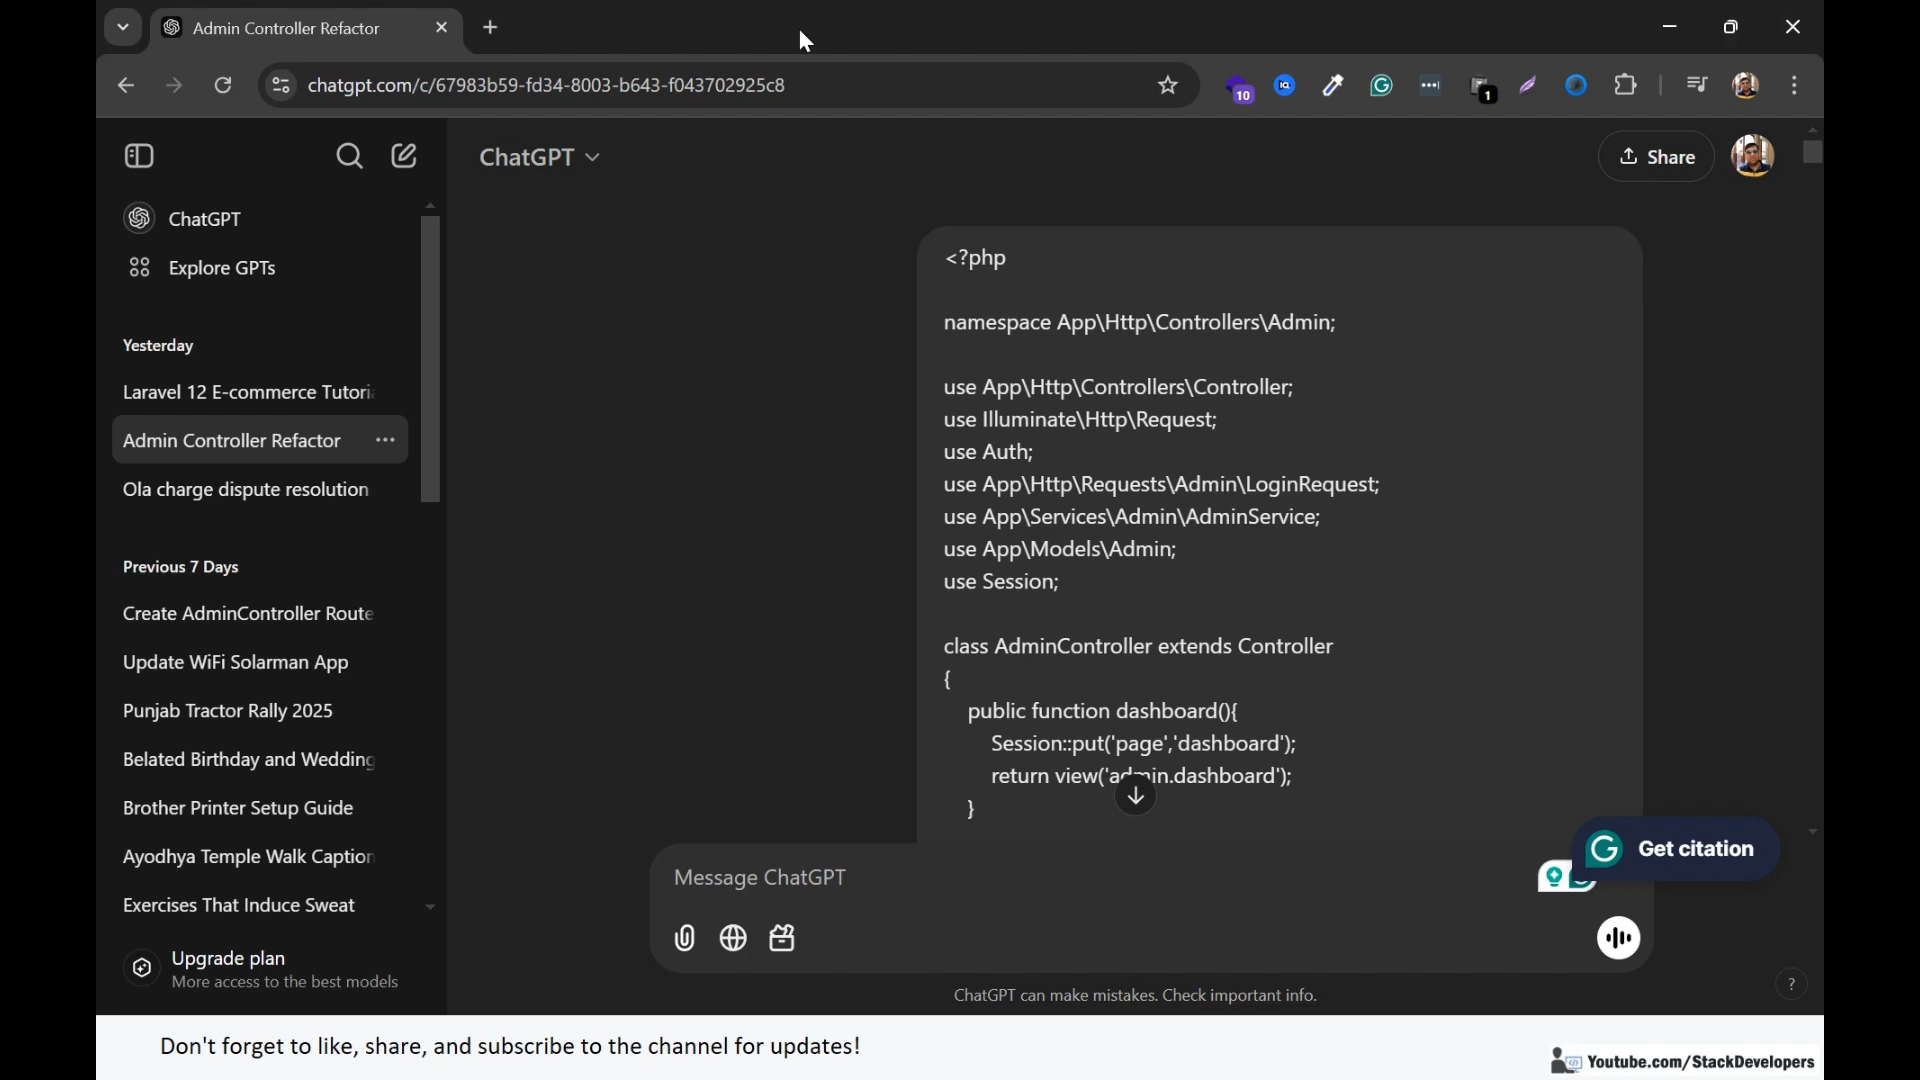 Admin Controller Refactor
chatgpt.com/c/67983b59-fd34-8003-b643-f043702925c8
10
1
ChatGPT
Share
ChatGPT
Explore GPTs
Yesterday
Laravel 12 E-commerce Tutori
Admin Controller Refactor
Ola charge dispute resolution
Previous 7 Days
Create AdminController Route
Update WiFi Solarman App
Punjab Tractor Rally 2025
Belated Birthday and Wedding
Brother Printer Setup Guide
Ayodhya Temple Walk Caption
Exercises That Induce Sweat
Upgrade plan
More access to the best models
<?php
namespace App\Http\Controllers\Admin;
use App\Http\Controllers\Controller;
use Illuminate\Http\Request;
use Auth;
use App\Http\Requests\Admin\LoginRequest;
use App\Services\Admin\AdminService;
use App\Models\Admin;
use Session;
class AdminController extends Controller
{
public function dashboard(){
Session::put('page','dashboard');
return view('admin.dashboard');
}
Get citation
Message ChatGPT
ChatGPT can make mistakes. Check important info.
?
Don't forget to like, share, and subscribe to the channel for updates!
Youtube.com/StackDevelopers